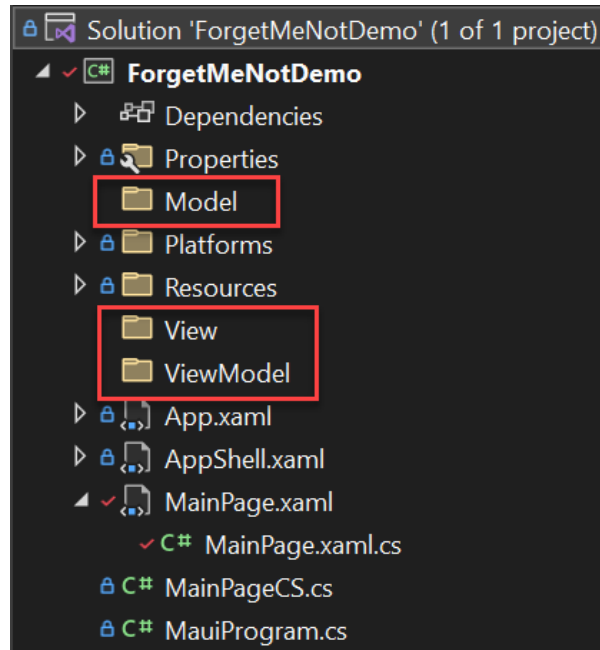 Solution 'ForgetMeNotDemo' (1 of 1 project)
C# ForgetMeNotDemo
Dependencies
Properties
Model
Platforms
Resources
View
ViewModel
App.xaml
AppShell.xaml
MainPage.xaml
C# MainPage.xaml.cs
C# MainPageCS.cs
C# MauiProgram.cs